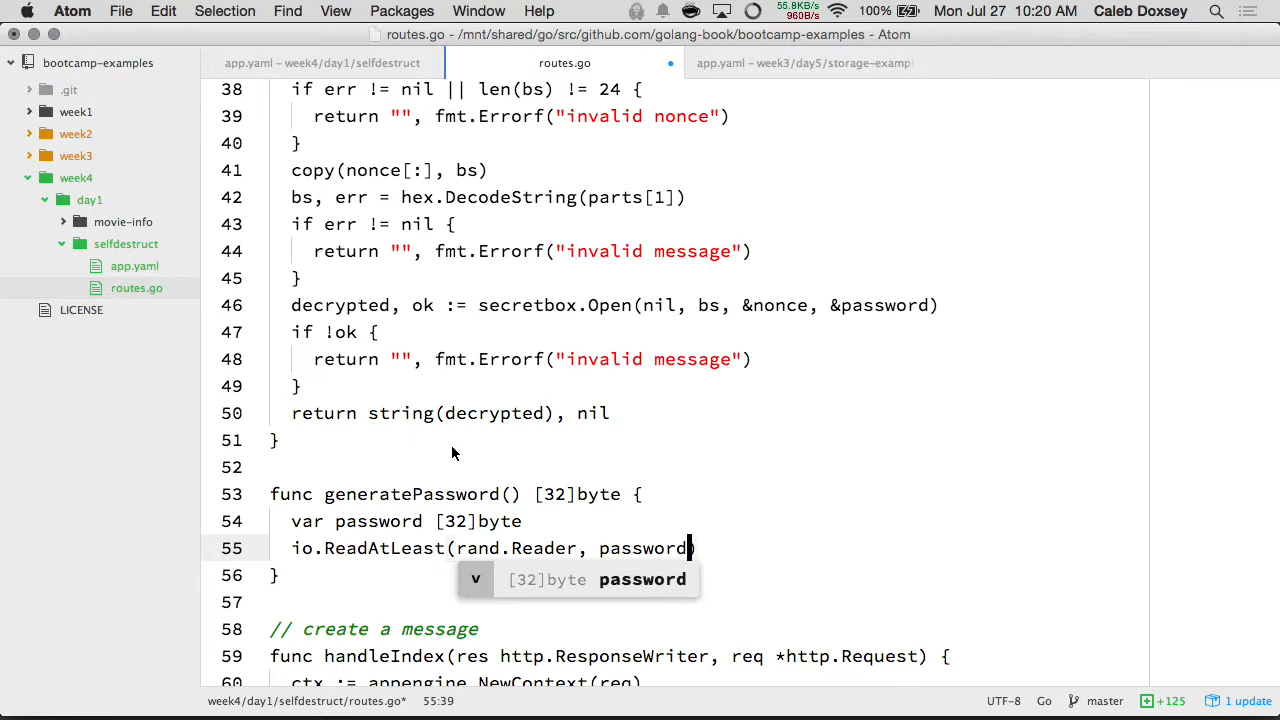 Atom File Edit Selection Find View Packages Window Help 55.8KB/s 960B/s 100% Mon Jul 27 10:20 AM Caleb Doxsey
routes.go - /mnt/shared/go/src/github.com/golang-book/bootcamp-examples - Atom
bootcamp-examples
.git
week1
week2
week3
week4
day1
movie-info
selfdestruct
app.yaml
routes.go
LICENSE
app.yaml – week4/day1/selfdestruct routes.go app.yaml – week3/day5/storage-exampl
38 if err != nil || len(bs) != 24 {
39 return "", fmt.Errorf("invalid nonce")
40 }
41 copy(nonce[:], bs)
42 bs, err = hex.DecodeString(parts[1])
43 if err != nil {
44 return "", fmt.Errorf("invalid message")
45 }
46 decrypted, ok := secretbox.Open(nil, bs, &nonce, &password)
47 if !ok {
48 return "", fmt.Errorf("invalid message")
49 }
50 return string(decrypted), nil
51 }
52
53 func generatePassword() [32]byte {
54 var password [32]byte
55 io.ReadAtLeast(rand.Reader, password)
v [32]byte password
56 }
57
58 // create a message
59 func handleIndex(res http.ResponseWriter, req *http.Request) {
60 ctx := appengine.NewContext(req)
week4/day1/selfdestruct/routes.go* 55:39 UTF-8 Go master +125 1 update